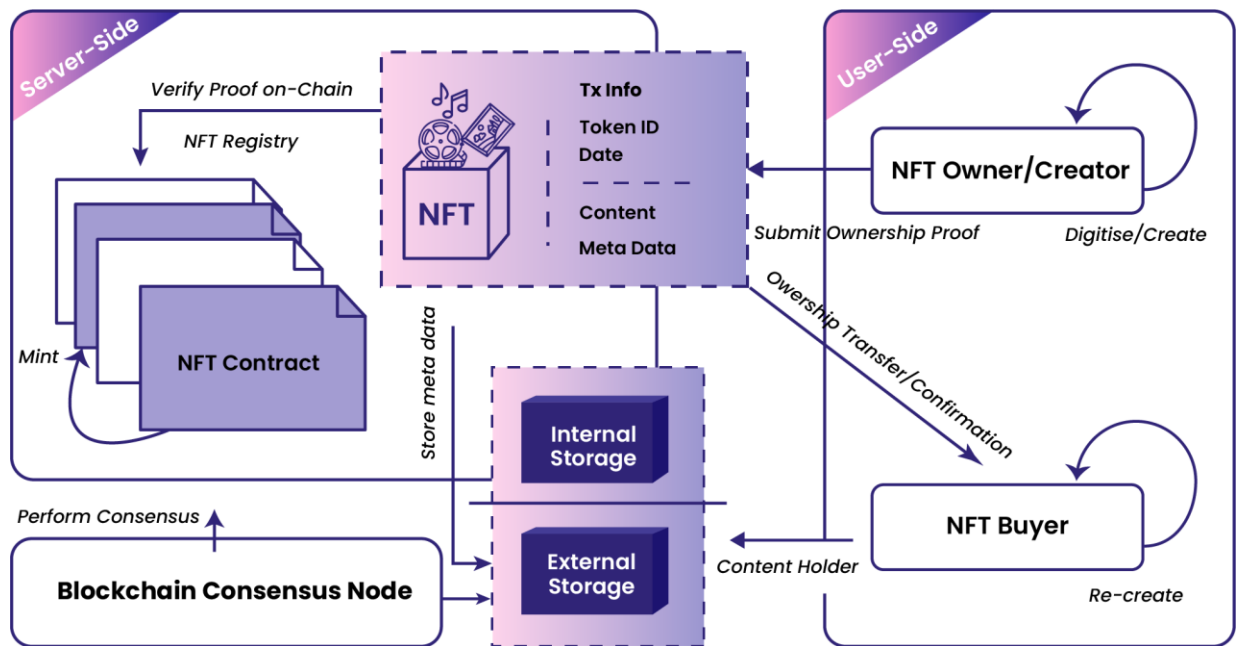 Server-Side
Verify Proof on-Chain
NFT Registry
NFT Contract
Mint
NFT
Tx Info
Token ID
Date
Content
Meta Data
User-Side
NFT Owner/Creator
Submit Ownership Proof
Digitise/Create
Owership Transfer/Confirmation
Store meta data
Internal
Storage
External
Storage
Perform Consensus
Blockchain Consensus Node
Content Holder
NFT Buyer
Re-create